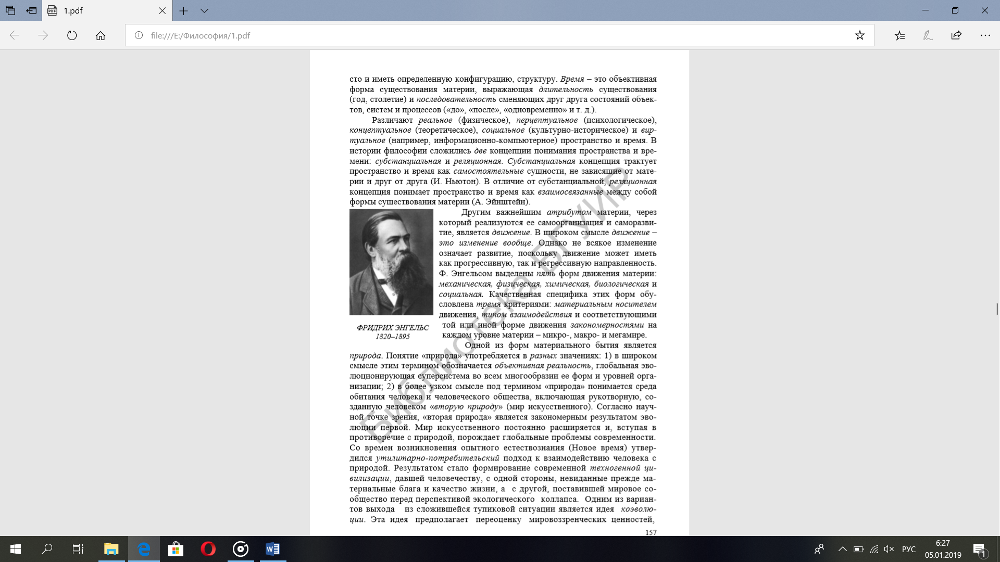 1.pdf
file:///E:/Философия/1.pdf
сто и иметь определенную конфигурацию, структуру. Время – это объективная
форма существования материи, выражающая длительность существования
(год, столетие) и последовательность сменяющих друг друга состояний объек-
тов, систем и процессов («до», «после», «одновременно» и т. д.).
Различают реальное (физическое), перцептуальное (психологическое),
концептуальное (теоретическое), социальное (культурно-историческое) и вир-
туальное (например, информационно-компьютерное) пространство и время. В
истории философии сложились две концепции понимания пространства и вре-
мени: субстанциальная и реляционная. Субстанциальная концепция трактует
пространство и время как самостоятельные сущности, не зависящие от мате-
рии и друг от друга (И. Ньютон). В отличие от субстанциальной, реляционная
концепция понимает пространство и время как взаимосвязанные между собой
формы существования материи (А. Эйнштейн).
Другим важнейшим атрибутом материи, через
который реализуются ее самоорганизация и саморазви-
тие, является движение. В широком смысле движение –
это изменение вообще. Однако не всякое изменение
означает развитие, поскольку движение может иметь
как прогрессивную, так и регрессивную направленность.
Ф. Энгельсом выделены пять форм движения материи:
механическая, физическая, химическая, биологическая и
социальная. Качественная специфика этих форм обу-
словлена тремя критериями: материальным носителем
движения, типом взаимодействия и соответствующими
той или иной форме движения закономерностями на
каждом уровне материи – микро-, макро- и мегамире.
ФРИДРИХ ЭНГЕЛЬС
1820–1895
Одной из форм материального бытия является
природа. Понятие «природа» употребляется в разных значениях: 1) в широком
смысле этим термином обозначается объективная реальность, глобальная эво-
люционирующая суперсистема во всем многообразии ее форм и уровней орга-
низации; 2) в более узком смысле под термином «природа» понимается среда
обитания человека и человеческого общества, включающая рукотворную, со-
зданную человеком «вторую природу» (мир искусственного). Согласно науч-
ной точке зрения, «вторая природа» является закономерным результатом эво-
люции первой. Мир искусственного постоянно расширяется и, вступая в
противоречие с природой, порождает глобальные проблемы современности.
Со времен возникновения опытного естествознания (Новое время) утвер-
дился утилитарно-потребительский подход к взаимодействию человека с
природой. Результатом стало формирование современной техногенной ци-
вилизации, давшей человечеству, с одной стороны, невиданные прежде ма-
териальные блага и качество жизни, а с другой, поставившей мировое со-
общество перед перспективой экологического коллапса. Одним из вариан-
тов выхода из сложившейся тупиковой ситуации является идея коэволю-
ции. Эта идея предполагает переоценку мировоззренческих ценностей,
157
Библиотека БГУИР
РУС
6:27
05.01.2019
1